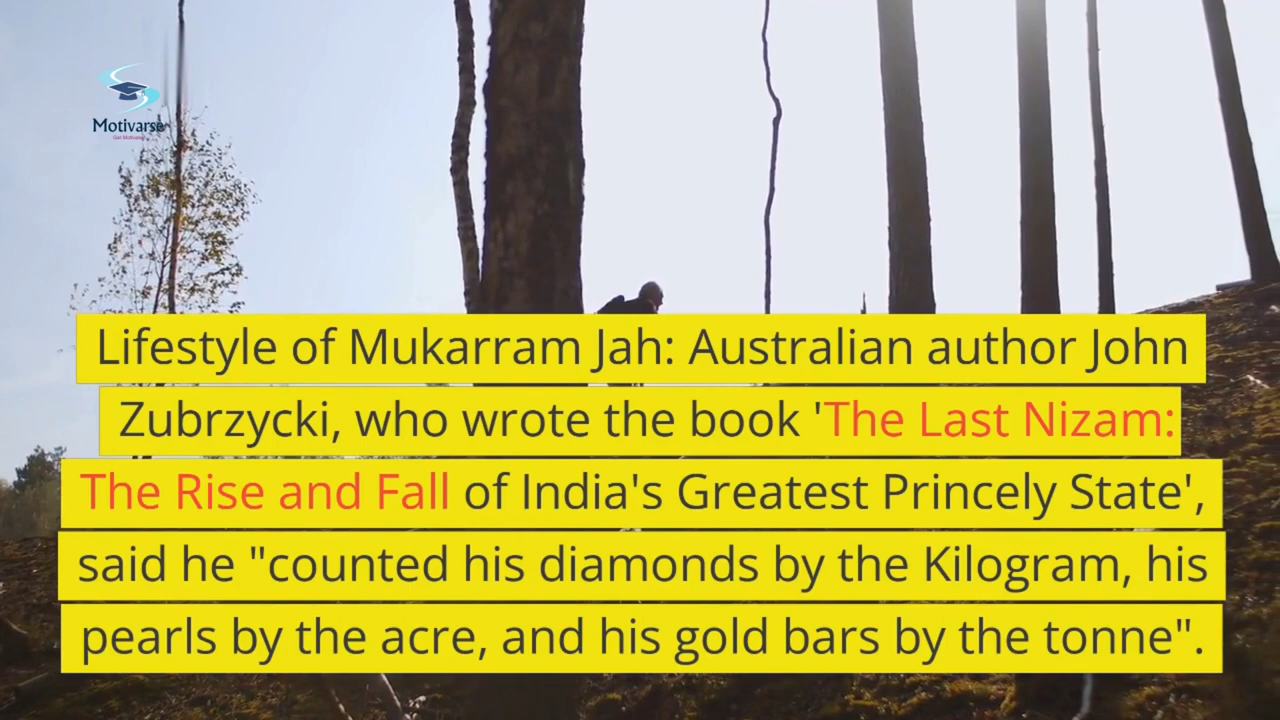 Motivarse
Get Motivated
Lifestyle of Mukarram Jah: Australian author John
Zubrzycki, who wrote the book 'The Last Nizam:
The Rise and Fall of India's Greatest Princely State',
said he "counted his diamonds by the Kilogram, his
pearls by the acre, and his gold bars by the tonne".